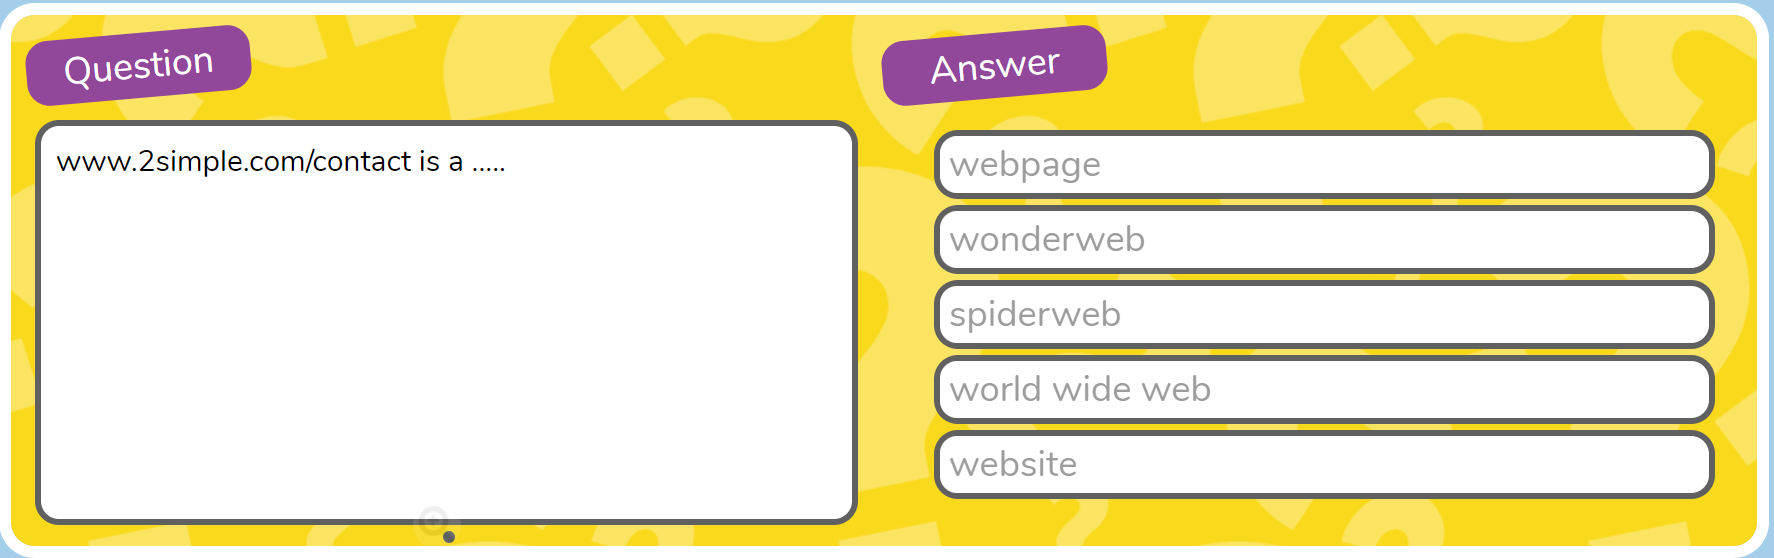 Question
www.2simple.com/contact is a .....
Answer
webpage
wonderweb
spiderweb
world wide web
website